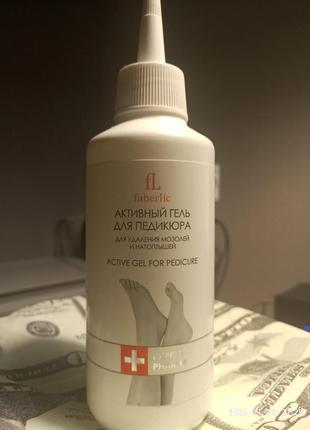 fL
faberlic
АКТИВНЫЙ ГЕЛЬ
ДЛЯ ПЕДИКЮРА
ДЛЯ УДАЛЕНИЯ МОЗОЛЕЙ
И НАТОПТЫШЕЙ
ACTIVE GEL FOR PEDICURE